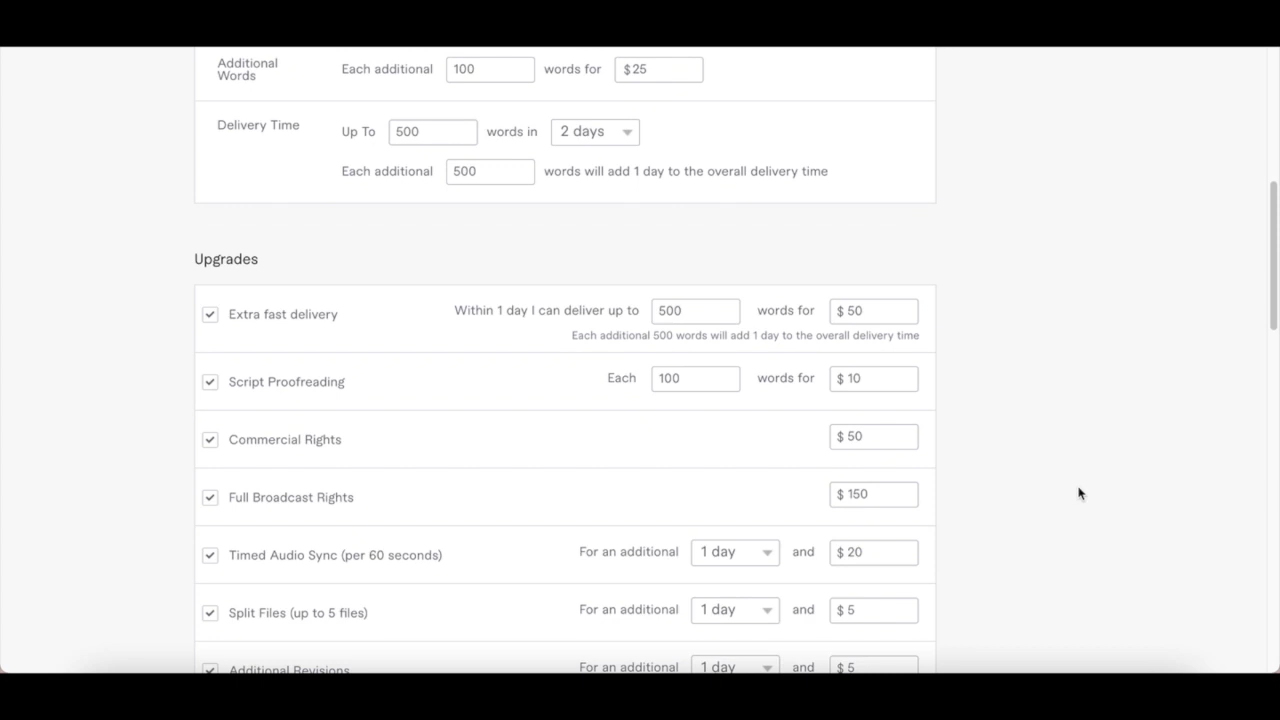 Additional
Words
Each additional 100 words for $25
Delivery Time
Up To 500 words in 2 days
Each additional 500 words will add 1 day to the overall delivery time
Upgrades
Extra fast delivery Within 1 day I can deliver up to 500 words for $ 50
Each additional 500 words will add 1 day to the overall delivery time
Script Proofreading Each 100 words for $ 10
Commercial Rights $ 50
Full Broadcast Rights $ 150
Timed Audio Sync (per 60 seconds) For an additional 1 day and $ 20
Split Files (up to 5 files) For an additional 1 day and $ 5
Additional Revisions For an additional 1 day and $ 5